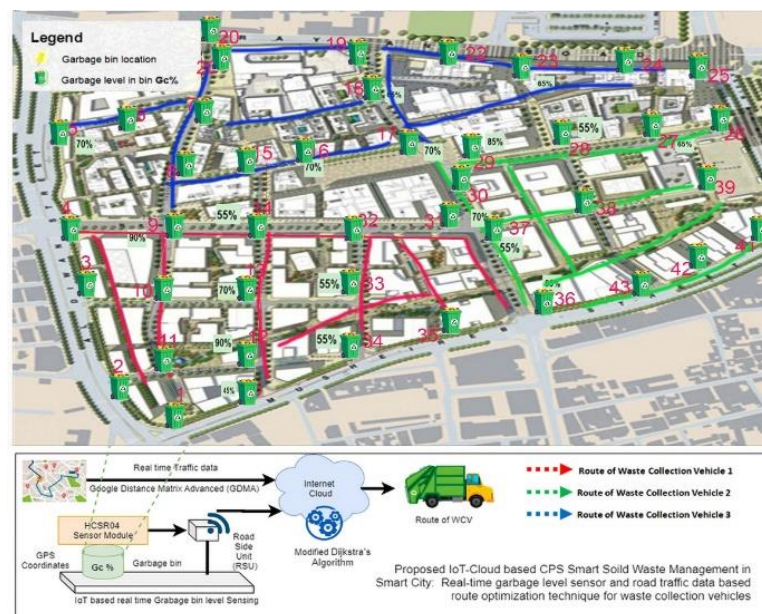 Legend
Garbage bin location
Garbage level in bin Gc%
20
19
22
23
24
25
21
18
65%
7
6
5
70%
17
70%
85%
55%
27
26
65%
28
29
15
16
70%
8
30
39
4
9
55%
14
32
31
70%
38
37
90%
55%
41
3
10
70%
55%
33
42
43
36
35
11
90%
55%
34
2
45%
1
Real time Traffic data
Google Distance Matrix Advanced (GDMA)
Internet
Cloud
Route of WCV
Route of Waste Collection Vehicle 1
Route of Waste Collection Vehicle 2
Route of Waste Collection Vehicle 3
HCSR04
Sensor Module
GPS
Coordinates
Gc %
Garbage bin
Road
Side
Unit
(RSU)
Modified Dijkstra's
Algorithm
IoT based real time Grabage bin level Sensing
Proposed IoT-Cloud based CPS Smart Soild Waste Management in
Smart City: Real-time garbage level sensor and road traffic data based
route optimization technique for waste collection vehicles